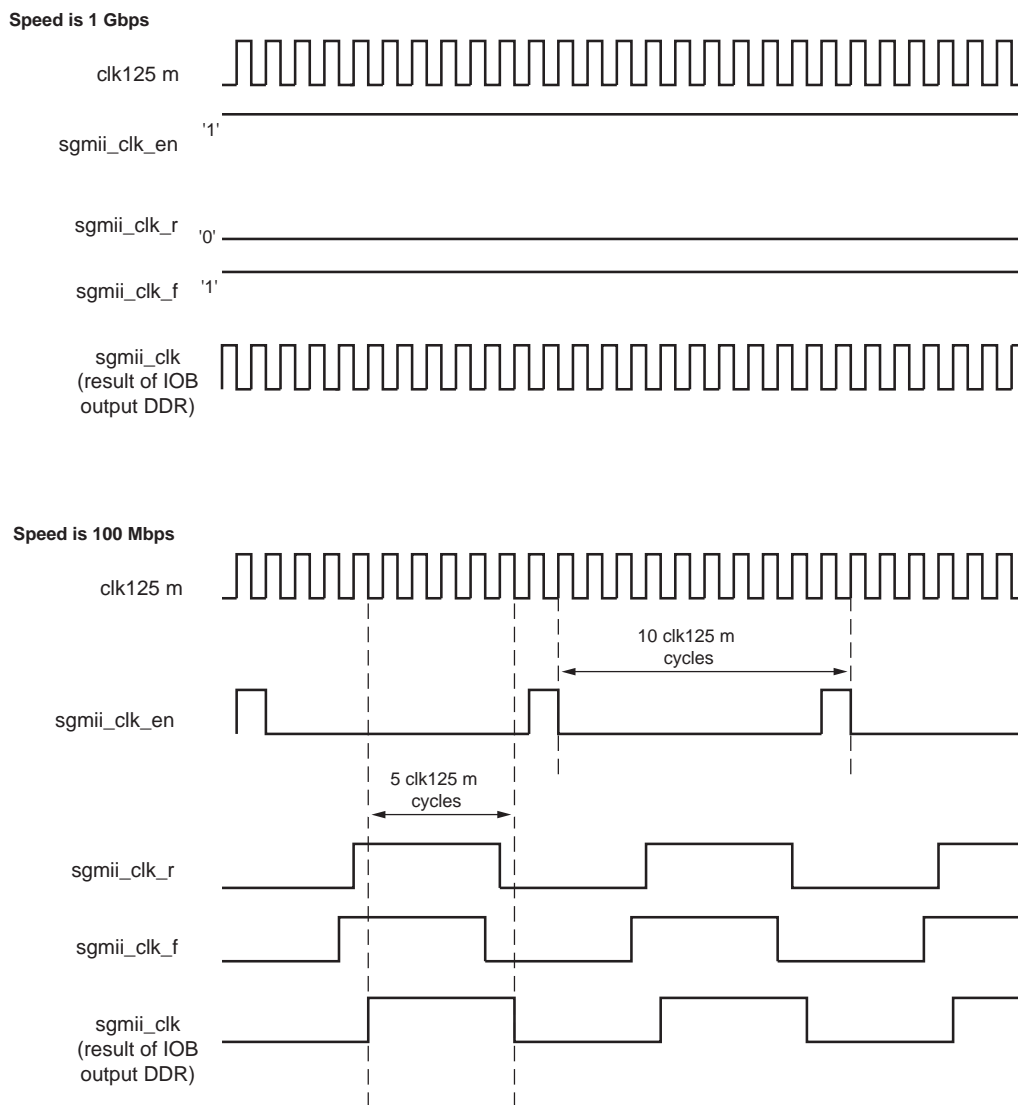 Speed is 1 Gbps
clk125 m
'1'
sgmii_clk_en
sgmii_clk_r
'0'
sgmii_clk_f
'1'
sgmii_clk
(result of IOB
output DDR)
Speed is 100 Mbps
clk125 m
10 clk125 m
cycles
sgmii_clk_en
5 clk125 m
cycles
sgmii_clk_r
sgmii_clk_f
sgmii_clk
(result of IOB
output DDR)